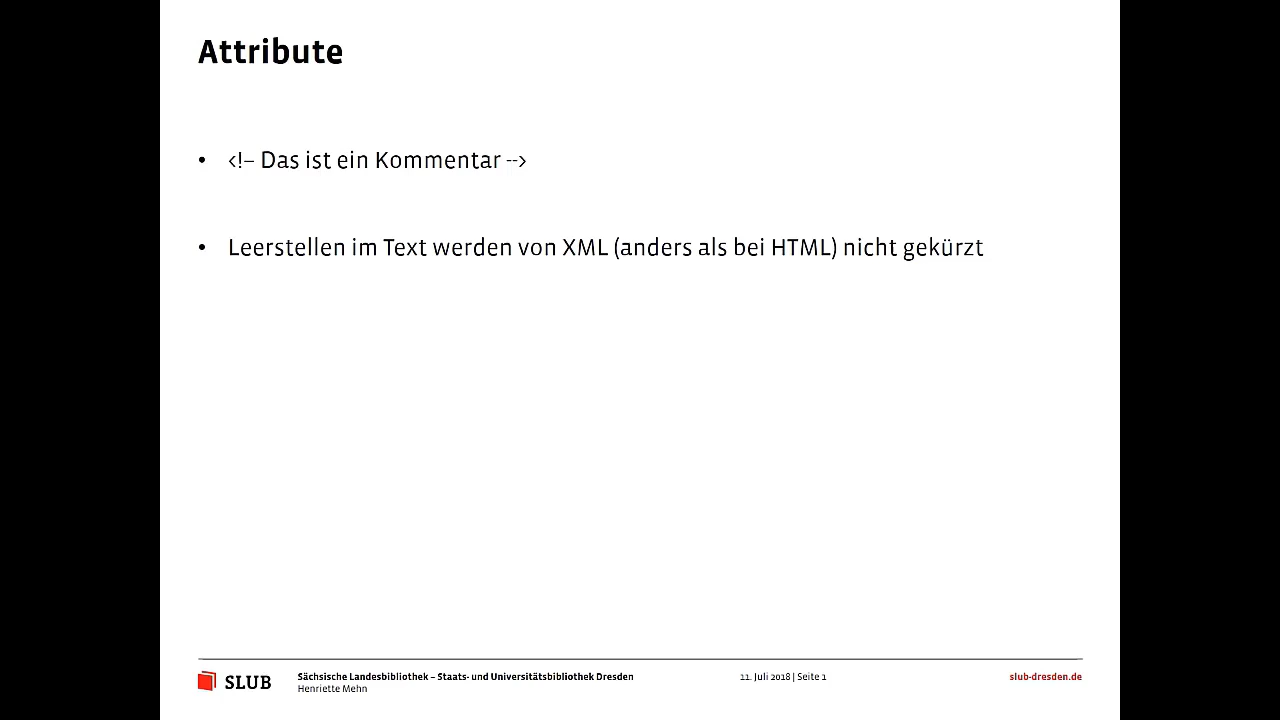 Attribute
• <!– Das ist ein Kommentar -->
• Leerstellen im Text werden von XML (anders als bei HTML) nicht gekürzt
SLUB
Sächsische Landesbibliothek – Staats- und Universitätsbibliothek Dresden
Henriette Mehn
11. Juli 2018 | Seite 1
slub-dresden.de